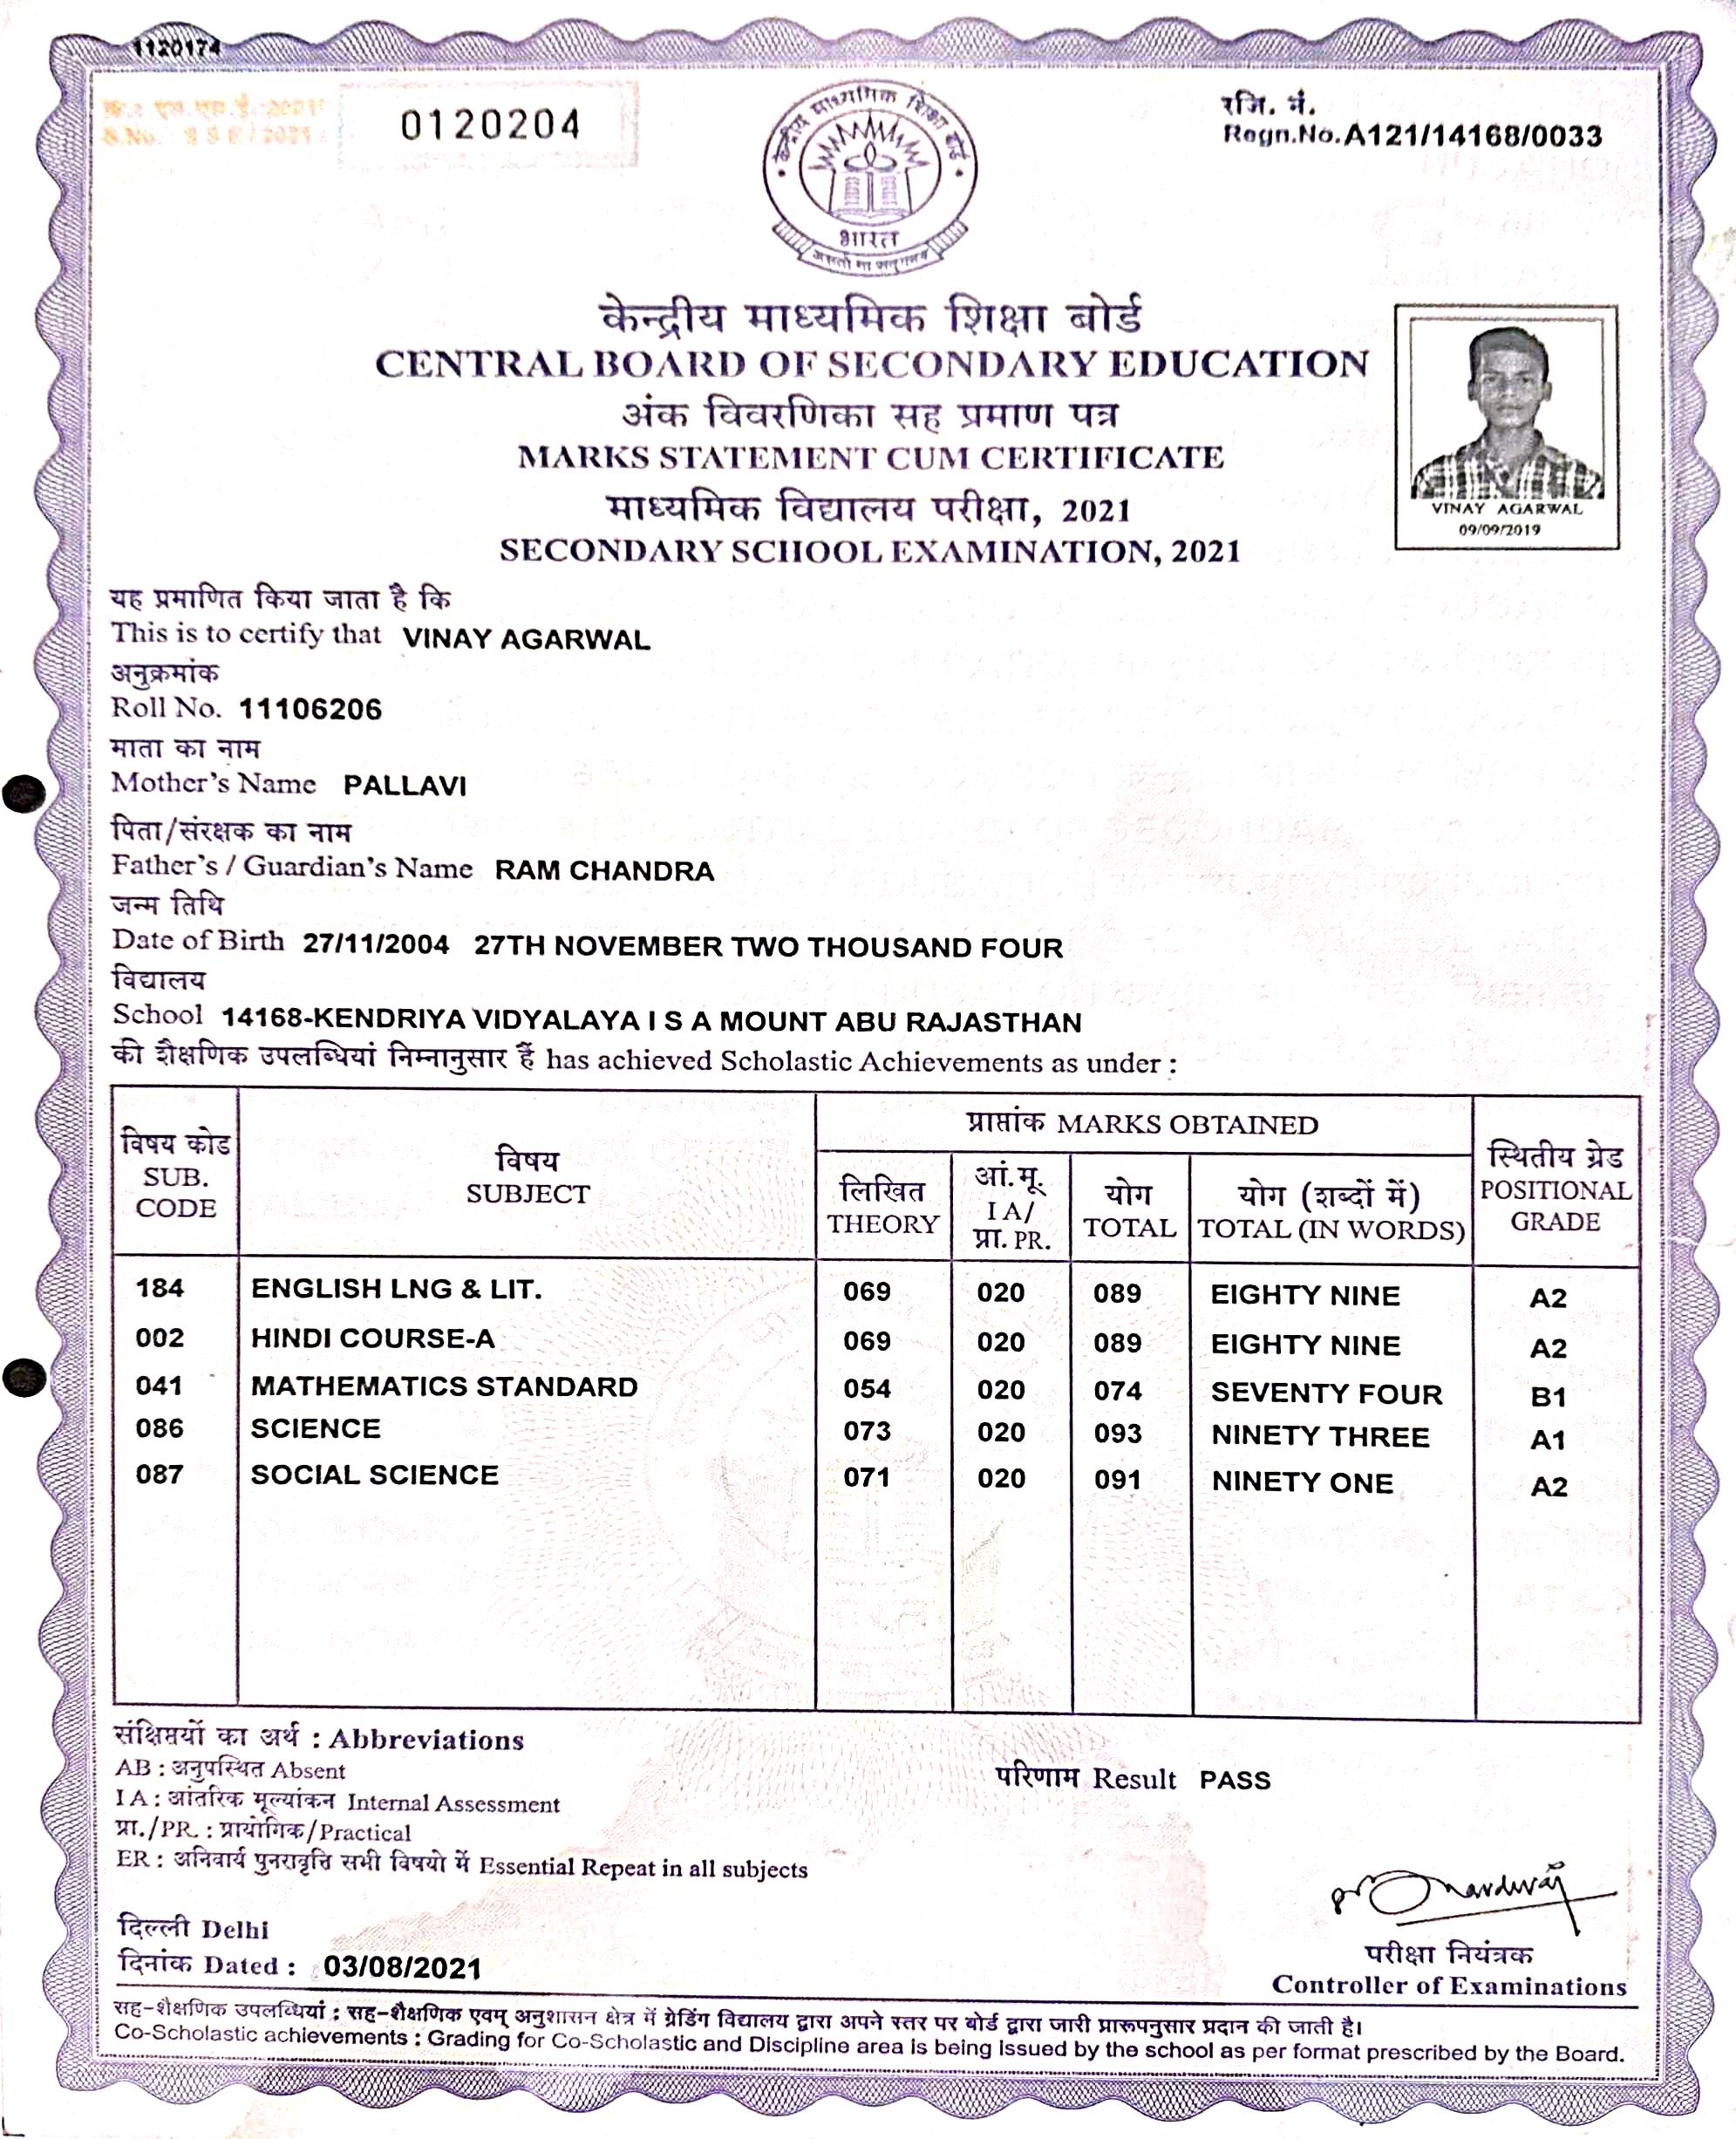 1120174
0120204
रजि. नं.
Regn.No.A121/14168/0033
केन्द्रीय माध्यमिक शिक्षा बोर्ड
भारत
असतो मा सद्गमय
केन्द्रीय माध्यमिक शिक्षा बोर्ड
CENTRAL BOARD OF SECONDARY EDUCATION
अंक विवरणिका सह प्रमाण पत्र
MARKS STATEMENT CUM CERTIFICATE
माध्यमिक विद्यालय परीक्षा, 2021
SECONDARY SCHOOL EXAMINATION, 2021
VINAY AGARWAL
09/09/2019
यह प्रमाणित किया जाता है कि
This is to certify that VINAY AGARWAL
अनुक्रमांक
Roll No. 11106206
माता का नाम
Mother's Name PALLAVI
पिता/संरक्षक का नाम
Father's / Guardian's Name RAM CHANDRA
जन्म तिथि
Date of Birth 27/11/2004 27TH NOVEMBER TWO THOUSAND FOUR
विद्यालय
School 14168-KENDRIYA VIDYALAYA I S A MOUNT ABU RAJASTHAN
की शैक्षणिक उपलब्धियां निम्नानुसार हैं has achieved Scholastic Achievements as under :
विषय कोड
SUB.
CODE
विषय
SUBJECT
प्राप्तांक MARKS OBTAINED
लिखित
THEORY
आं.मू.
I A/
प्रा. PR.
योग
TOTAL
योग (शब्दों में)
TOTAL (IN WORDS)
स्थितीय ग्रेड
POSITIONAL
GRADE
184 ENGLISH LNG & LIT. 069 020 089 EIGHTY NINE A2
002 HINDI COURSE-A 069 020 089 EIGHTY NINE A2
041 MATHEMATICS STANDARD 054 020 074 SEVENTY FOUR B1
086 SCIENCE 073 020 093 NINETY THREE A1
087 SOCIAL SCIENCE 071 020 091 NINETY ONE A2
संक्षिप्तयों का अर्थ : Abbreviations
AB : अनुपस्थित Absent
I A : आंतरिक मूल्यांकन Internal Assessment
प्रा./PR. : प्रायोगिक/Practical
ER : अनिवार्य पुनरावृत्ति सभी विषयो में Essential Repeat in all subjects
परिणाम Result PASS
दिल्ली Delhi
दिनांक Dated : 03/08/2021
परीक्षा नियंत्रक
Controller of Examinations
सह-शैक्षणिक उपलब्धियां : सह-शैक्षणिक एवम् अनुशासन क्षेत्र में ग्रेडिंग विद्यालय द्वारा अपने स्तर पर बोर्ड द्वारा जारी प्रारूपनुसार प्रदान की जाती है।
Co-Scholastic achievements : Grading for Co-Scholastic and Discipline area is being issued by the school as per format prescribed by the Board.